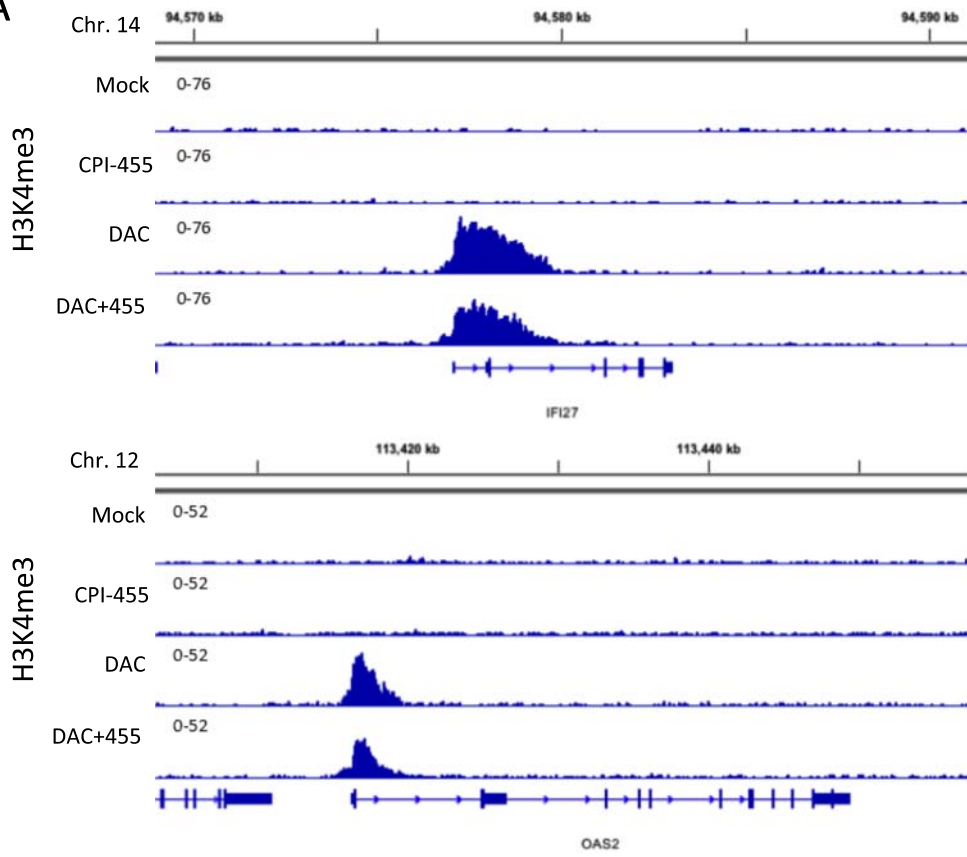 A
Chr. 14
94,570 kb 94,580 kb 94,590 kb
H3K4me3
Mock 0-76
CPI-455 0-76
DAC 0-76
DAC+455 0-76
IFI27
Chr. 12
113,420 kb 113,440 kb
H3K4me3
Mock 0-52
CPI-455 0-52
DAC 0-52
DAC+455 0-52
OAS2